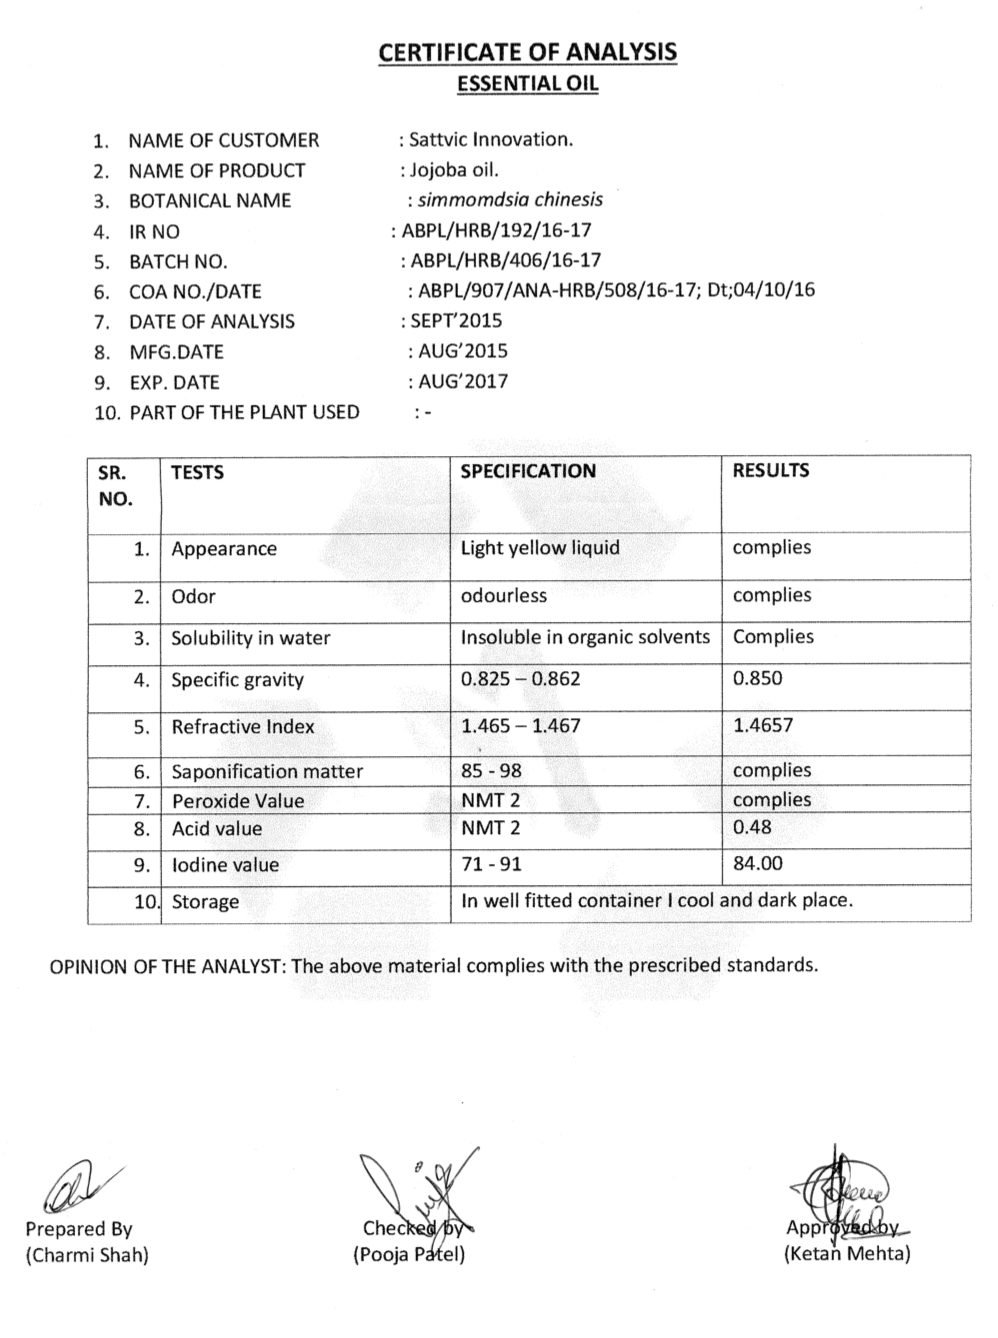 CERTIFICATE OF ANALYSIS
ESSENTIAL OIL
1. NAME OF CUSTOMER : Sattvic Innovation.
2. NAME OF PRODUCT : Jojoba oil.
3. BOTANICAL NAME : simmomdsia chinesis
4. IR NO : ABPL/HRB/192/16-17
5. BATCH NO. : ABPL/HRB/406/16-17
6. COA NO./DATE : ABPL/907/ANA-HRB/508/16-17; Dt;04/10/16
7. DATE OF ANALYSIS : SEPT'2015
8. MFG.DATE : AUG'2015
9. EXP. DATE : AUG'2017
10. PART OF THE PLANT USED : -
SR. NO. TESTS SPECIFICATION RESULTS
1. Appearance Light yellow liquid complies
2. Odor odourless complies
3. Solubility in water Insoluble in organic solvents Complies
4. Specific gravity 0.825 – 0.862 0.850
5. Refractive Index 1.465 – 1.467 1.4657
6. Saponification matter 85 - 98 complies
7. Peroxide Value NMT 2 complies
8. Acid value NMT 2 0.48
9. Iodine value 71 - 91 84.00
10. Storage In well fitted container I cool and dark place.
OPINION OF THE ANALYST: The above material complies with the prescribed standards.
Prepared By Checked by Approved by
(Charmi Shah) (Pooja Patel) (Ketan Mehta)